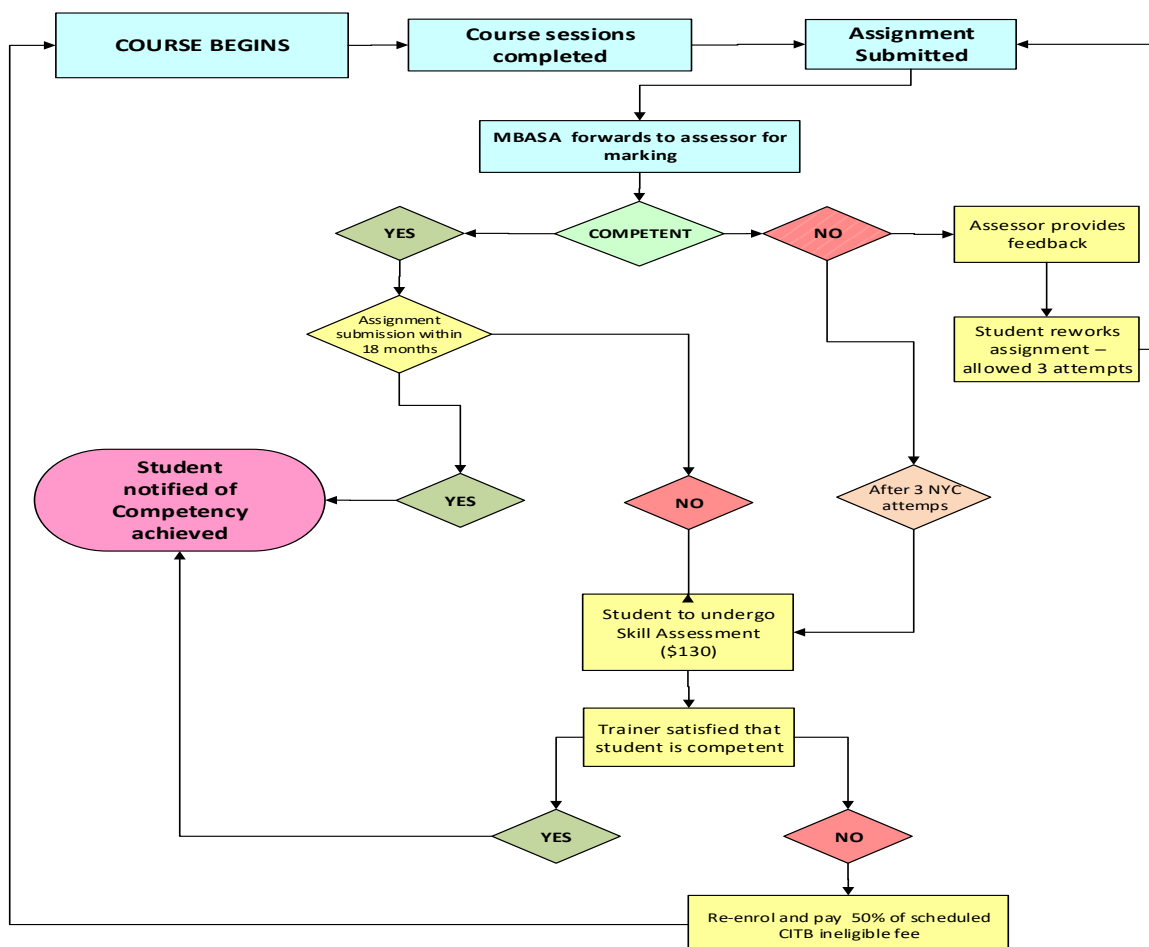 COURSE BEGINS
Course sessions
completed
Assignment
Submitted
MBASA forwards to assessor for
marking
YES
COMPETENT
NO
Assessor provides
feedback
Assignment
submission within
18 months
Student reworks
assignment –
allowed 3 attempts
Student
notified of
Competency
achieved
YES
NO
After 3 NYC
attemps
Student to undergo
Skill Assessment
($130)
Trainer satisfied that
student is competent
YES
NO
Re-enrol and pay 50% of scheduled
CITB ineligible fee